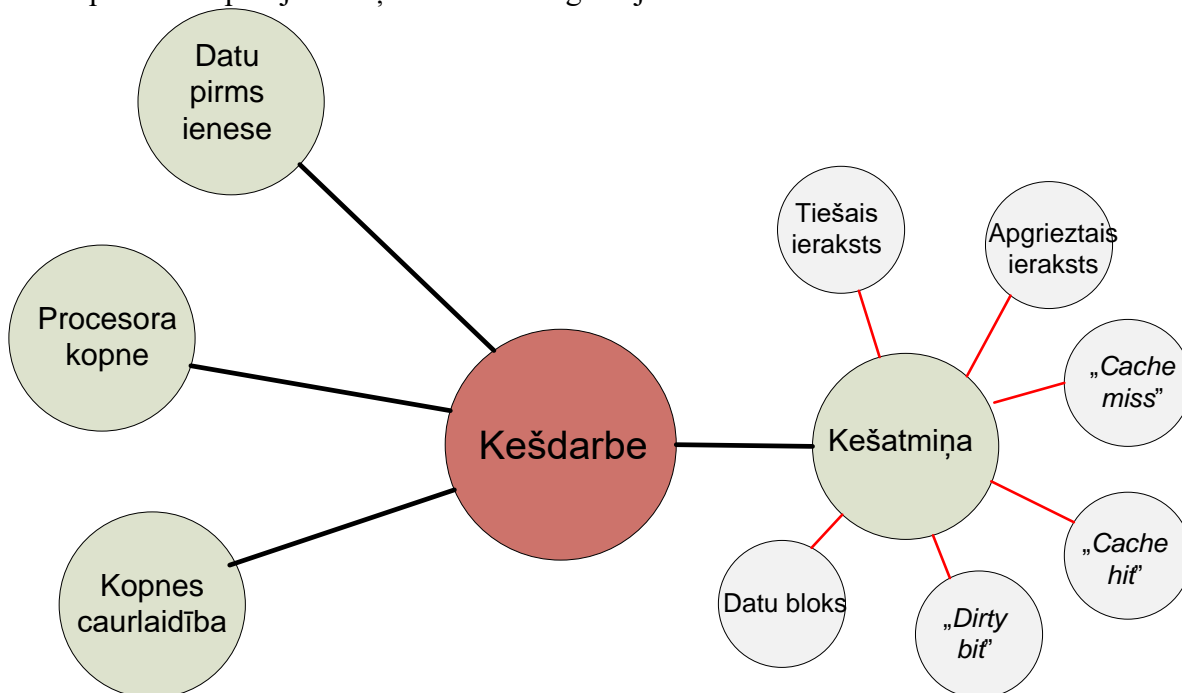 Datu
pirms
ienese
Tiešais
ieraksts
Apgrieztais
ieraksts
Procesora
kopne
„Cache
miss”
Kešdarbe
Kešatmiņa
„Cache
hit”
Kopnes
caurlaidība
Datu bloks
„Dirty
bit”